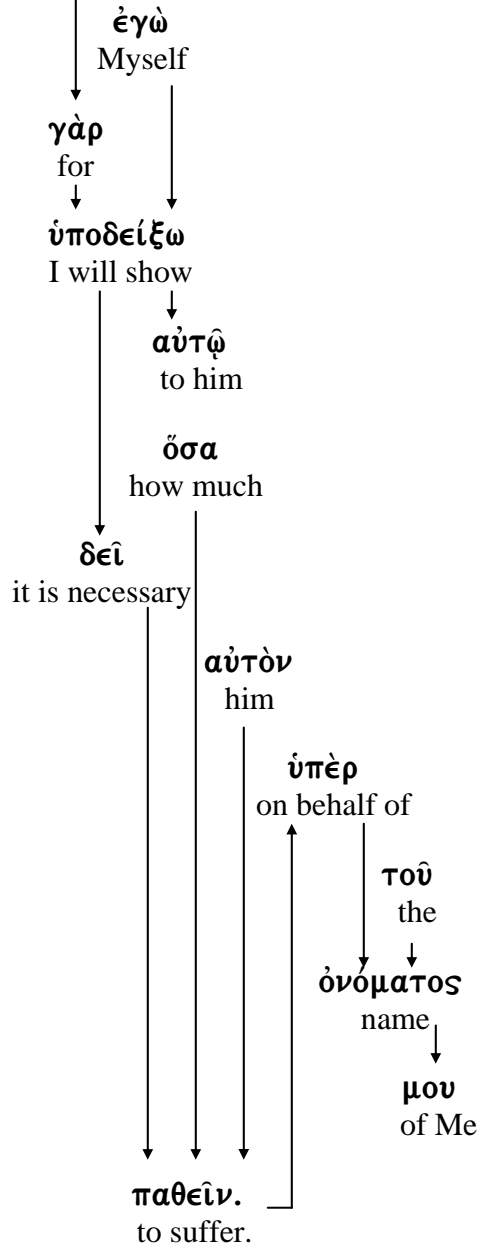 ἐγὼ
Myself
γὰρ
for
ὑποδείξω
I will show
αὐτῷ
to him
ὅσα
how much
δεῖ
it is necessary
αὐτὸν
him
ὑπὲρ
on behalf of
τοῦ
the
ὀνόματος
name
μου
of Me
παθεῖν.
to suffer.